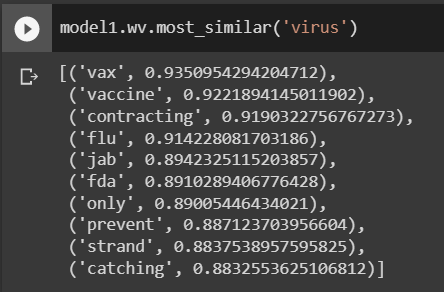 model1.wv.most_similar('virus')
[('vax', 0.9350954294204712),
('vaccine', 0.9221894145011902),
('contracting', 0.9190322756767273),
('flu', 0.914228081703186),
('jab', 0.8942325115203857),
('fda', 0.8910289406776428),
('only', 0.89005446434021),
('prevent', 0.887123703956604),
('strand', 0.8837538957595825),
('catching', 0.8832553625106812)]